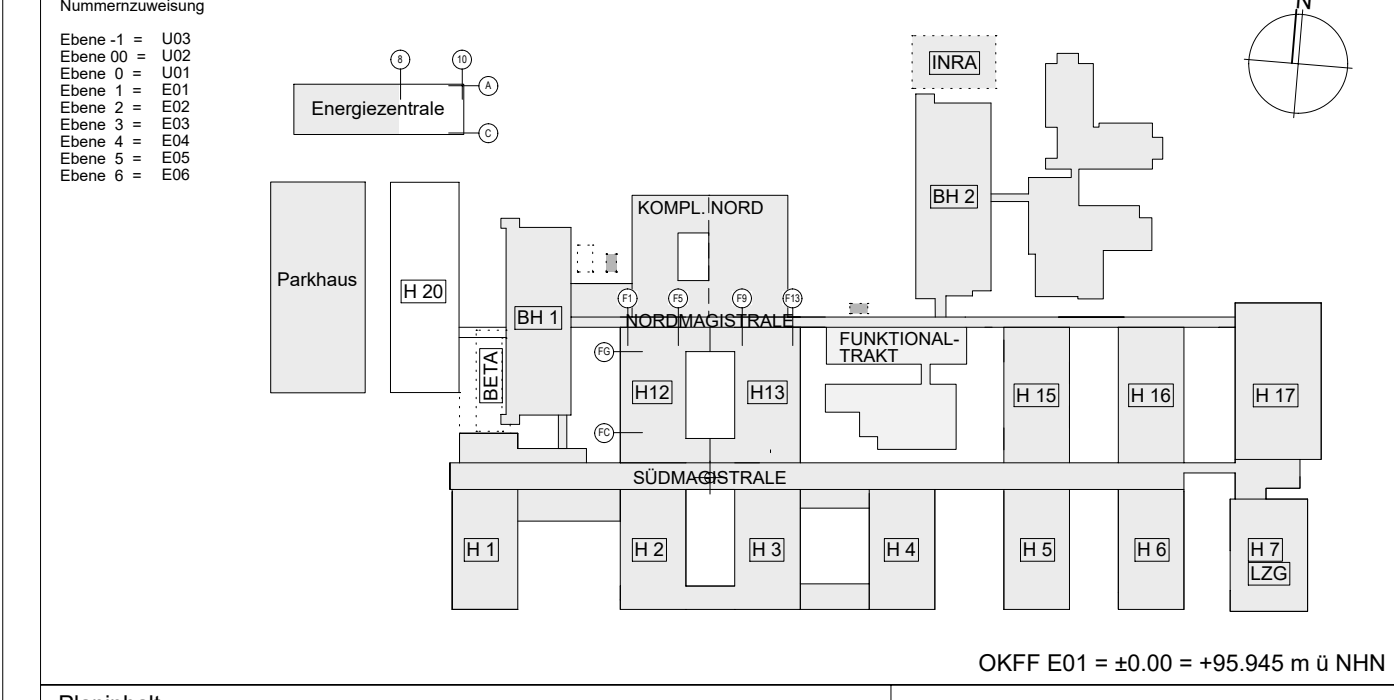 Nummernzuweisung
Ebene -1 = U03
Ebene 00 = U02
Ebene 0 = U01
Ebene 1 = E01
Ebene 2 = E02
Ebene 3 = E03
Ebene 4 = E04
Ebene 5 = E05
Ebene 6 = E06
N
8
10
A
Energiezentrale
C
INRA
BH 2
KOMPL. NORD
Parkhaus
H 20
BH 1
F1
F5
F9
F13
NORDMAGISTRALE
FUNKTIONAL-
TRAKT
FG
BETA
H12
H13
H 15
H 16
H 17
FC
SÜDMAGISTRALE
H 1
H 2
H 3
H 4
H 5
H 6
H 7
LZG
OKFF E01 = ±0.00 = +95.945 m ü NHN
Planinhalt